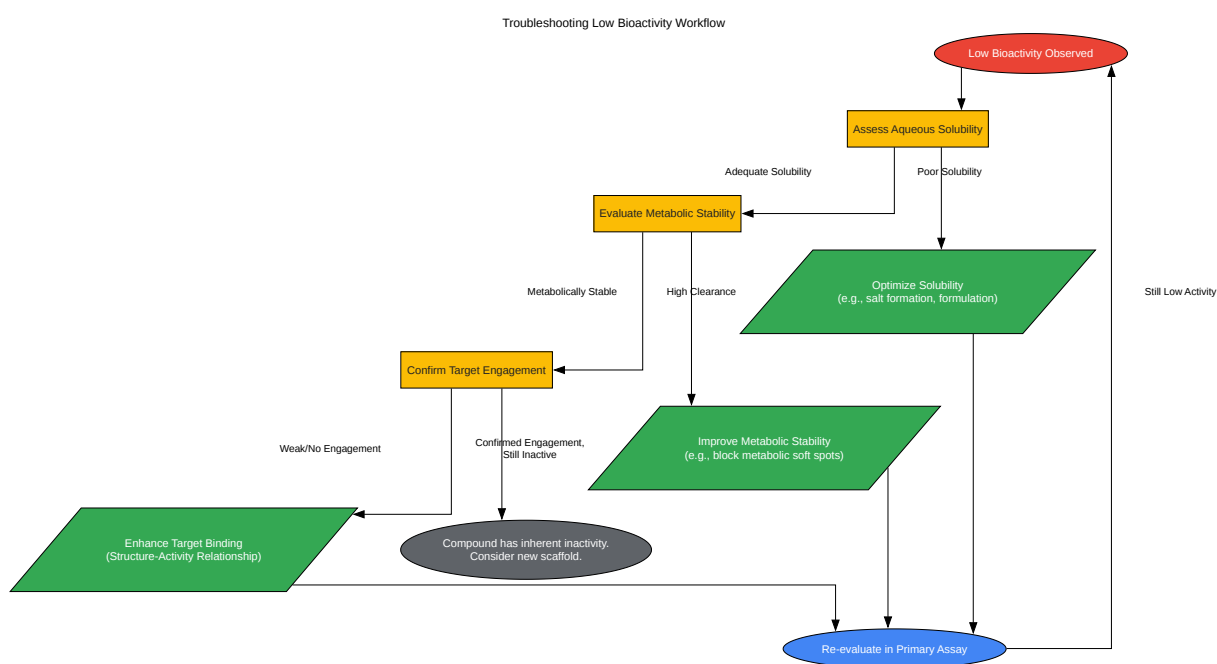 Troubleshooting Low Bioactivity Workflow
Low Bioactivity Observed
Assess Aqueous Solubility
Adequate Solubility
Poor Solubility
Evaluate Metabolic Stability
Optimize Solubility
(e.g., salt formation, formulation)
Metabolically Stable
High Clearance
Still Low Activity
Confirm Target Engagement
Improve Metabolic Stability
(e.g., block metabolic soft spots)
Weak/No Engagement
Confirmed Engagement,
Still Inactive
Enhance Target Binding
(Structure-Activity Relationship)
Compound has inherent inactivity.
Consider new scaffold.
Re-evaluate in Primary Assay